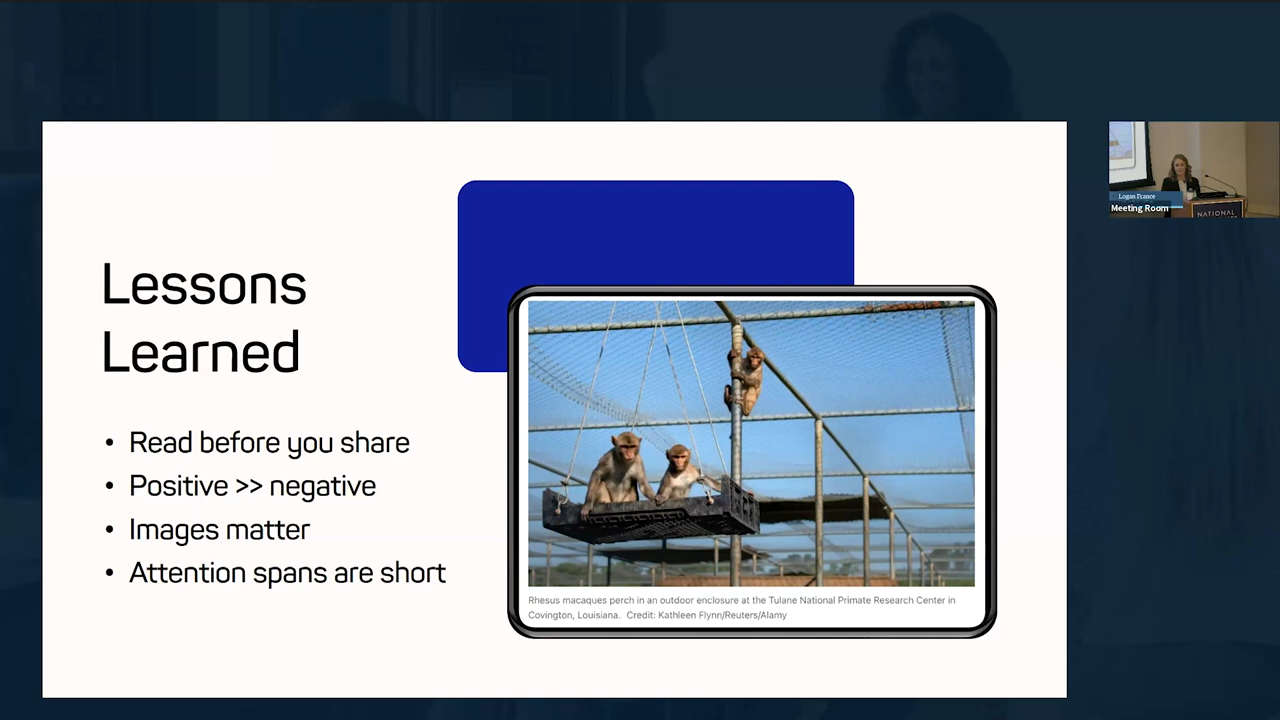 Lessons
Learned
• Read before you share
• Positive >> negative
• Images matter
• Attention spans are short
Rhesus macaques perch in an outdoor enclosure at the Tulane National Primate Research Center in
Covington, Louisiana. Credit: Kathleen Flynn/Reuters/Alamy
Logan France
Meeting Room
NATIONAL